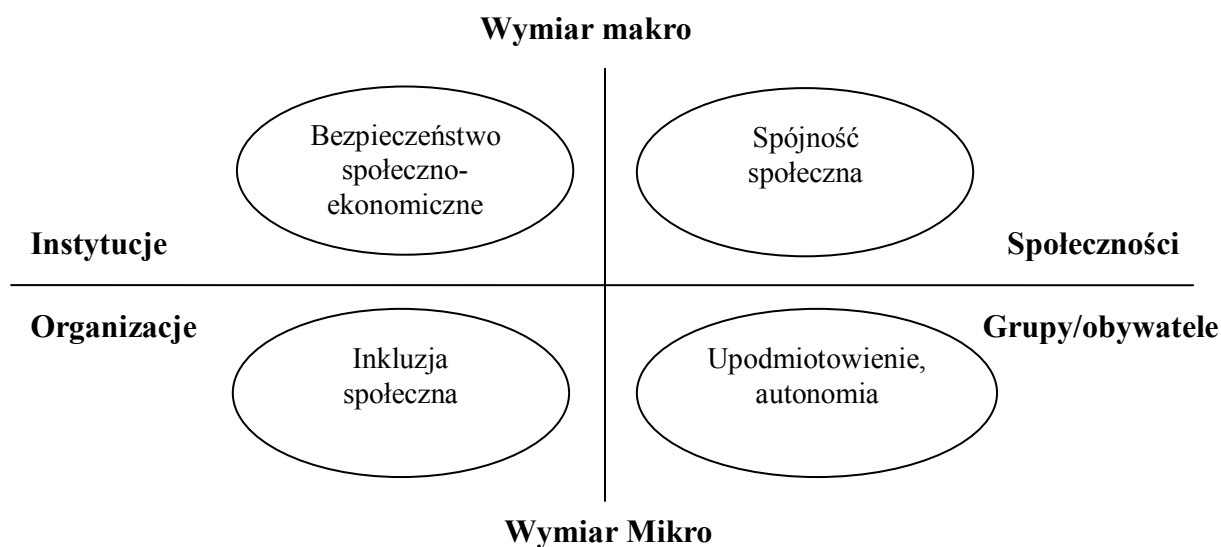 Wymiar makro
Bezpieczeństwo
społeczno-
ekonomiczne
Spójność
społeczna
Instytucje
Społeczności
Organizacje
Grupy/obywatele
Inkluzja
społeczna
Upodmiotowienie,
autonomia
Wymiar Mikro